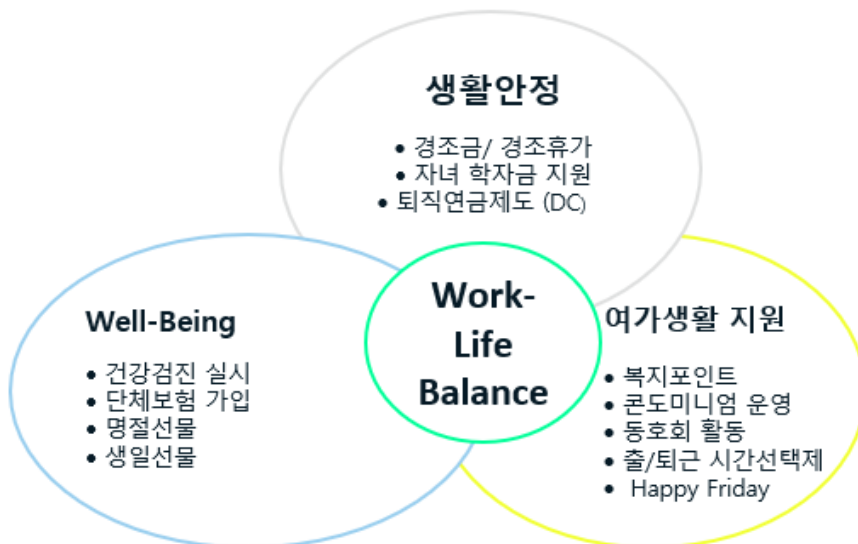 생활안정
• 경조금/ 경조휴가
• 자녀 학자금 지원
• 퇴직연금제도 (DC)
Work-
Life
Balance
Well-Being
• 건강검진 실시
• 단체보험 가입
• 명절선물
• 생일선물
여가생활 지원
• 복지포인트
• 콘도미니엄 운영
• 동호회 활동
• 출/퇴근 시간선택제
• Happy Friday